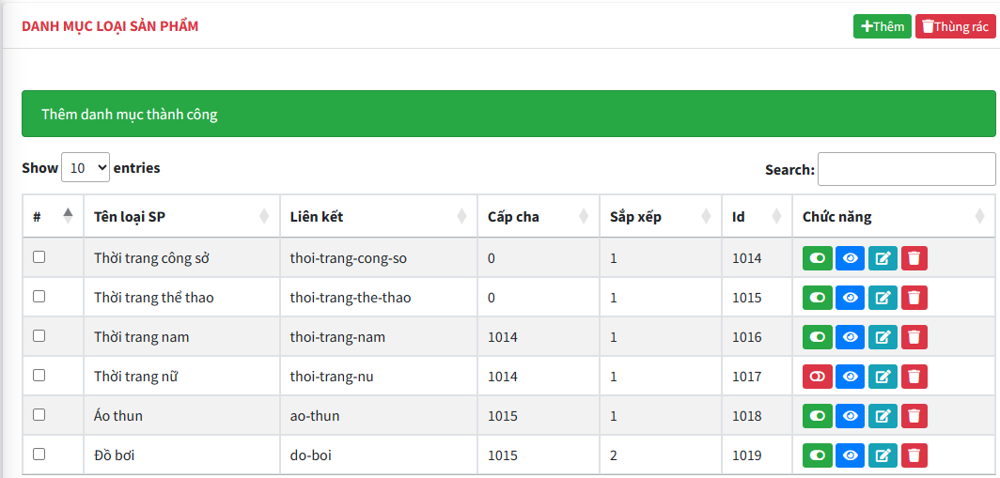 DANH MỤC LOẠI SẢN PHẨM Thêm Thùng rác
Thêm danh mục thành công
Show 10 entries Search:
# Tên loại SP Liên kết Cấp cha Sắp xếp Id Chức năng
Thời trang công sở thoi-trang-cong-so 0 1 1014
Thời trang thể thao thoi-trang-the-thao 0 1 1015
Thời trang nam thoi-trang-nam 1014 1 1016
Thời trang nữ thoi-trang-nu 1014 1 1017
Áo thun ao-thun 1015 1 1018
Đồ bơi do-boi 1015 2 1019